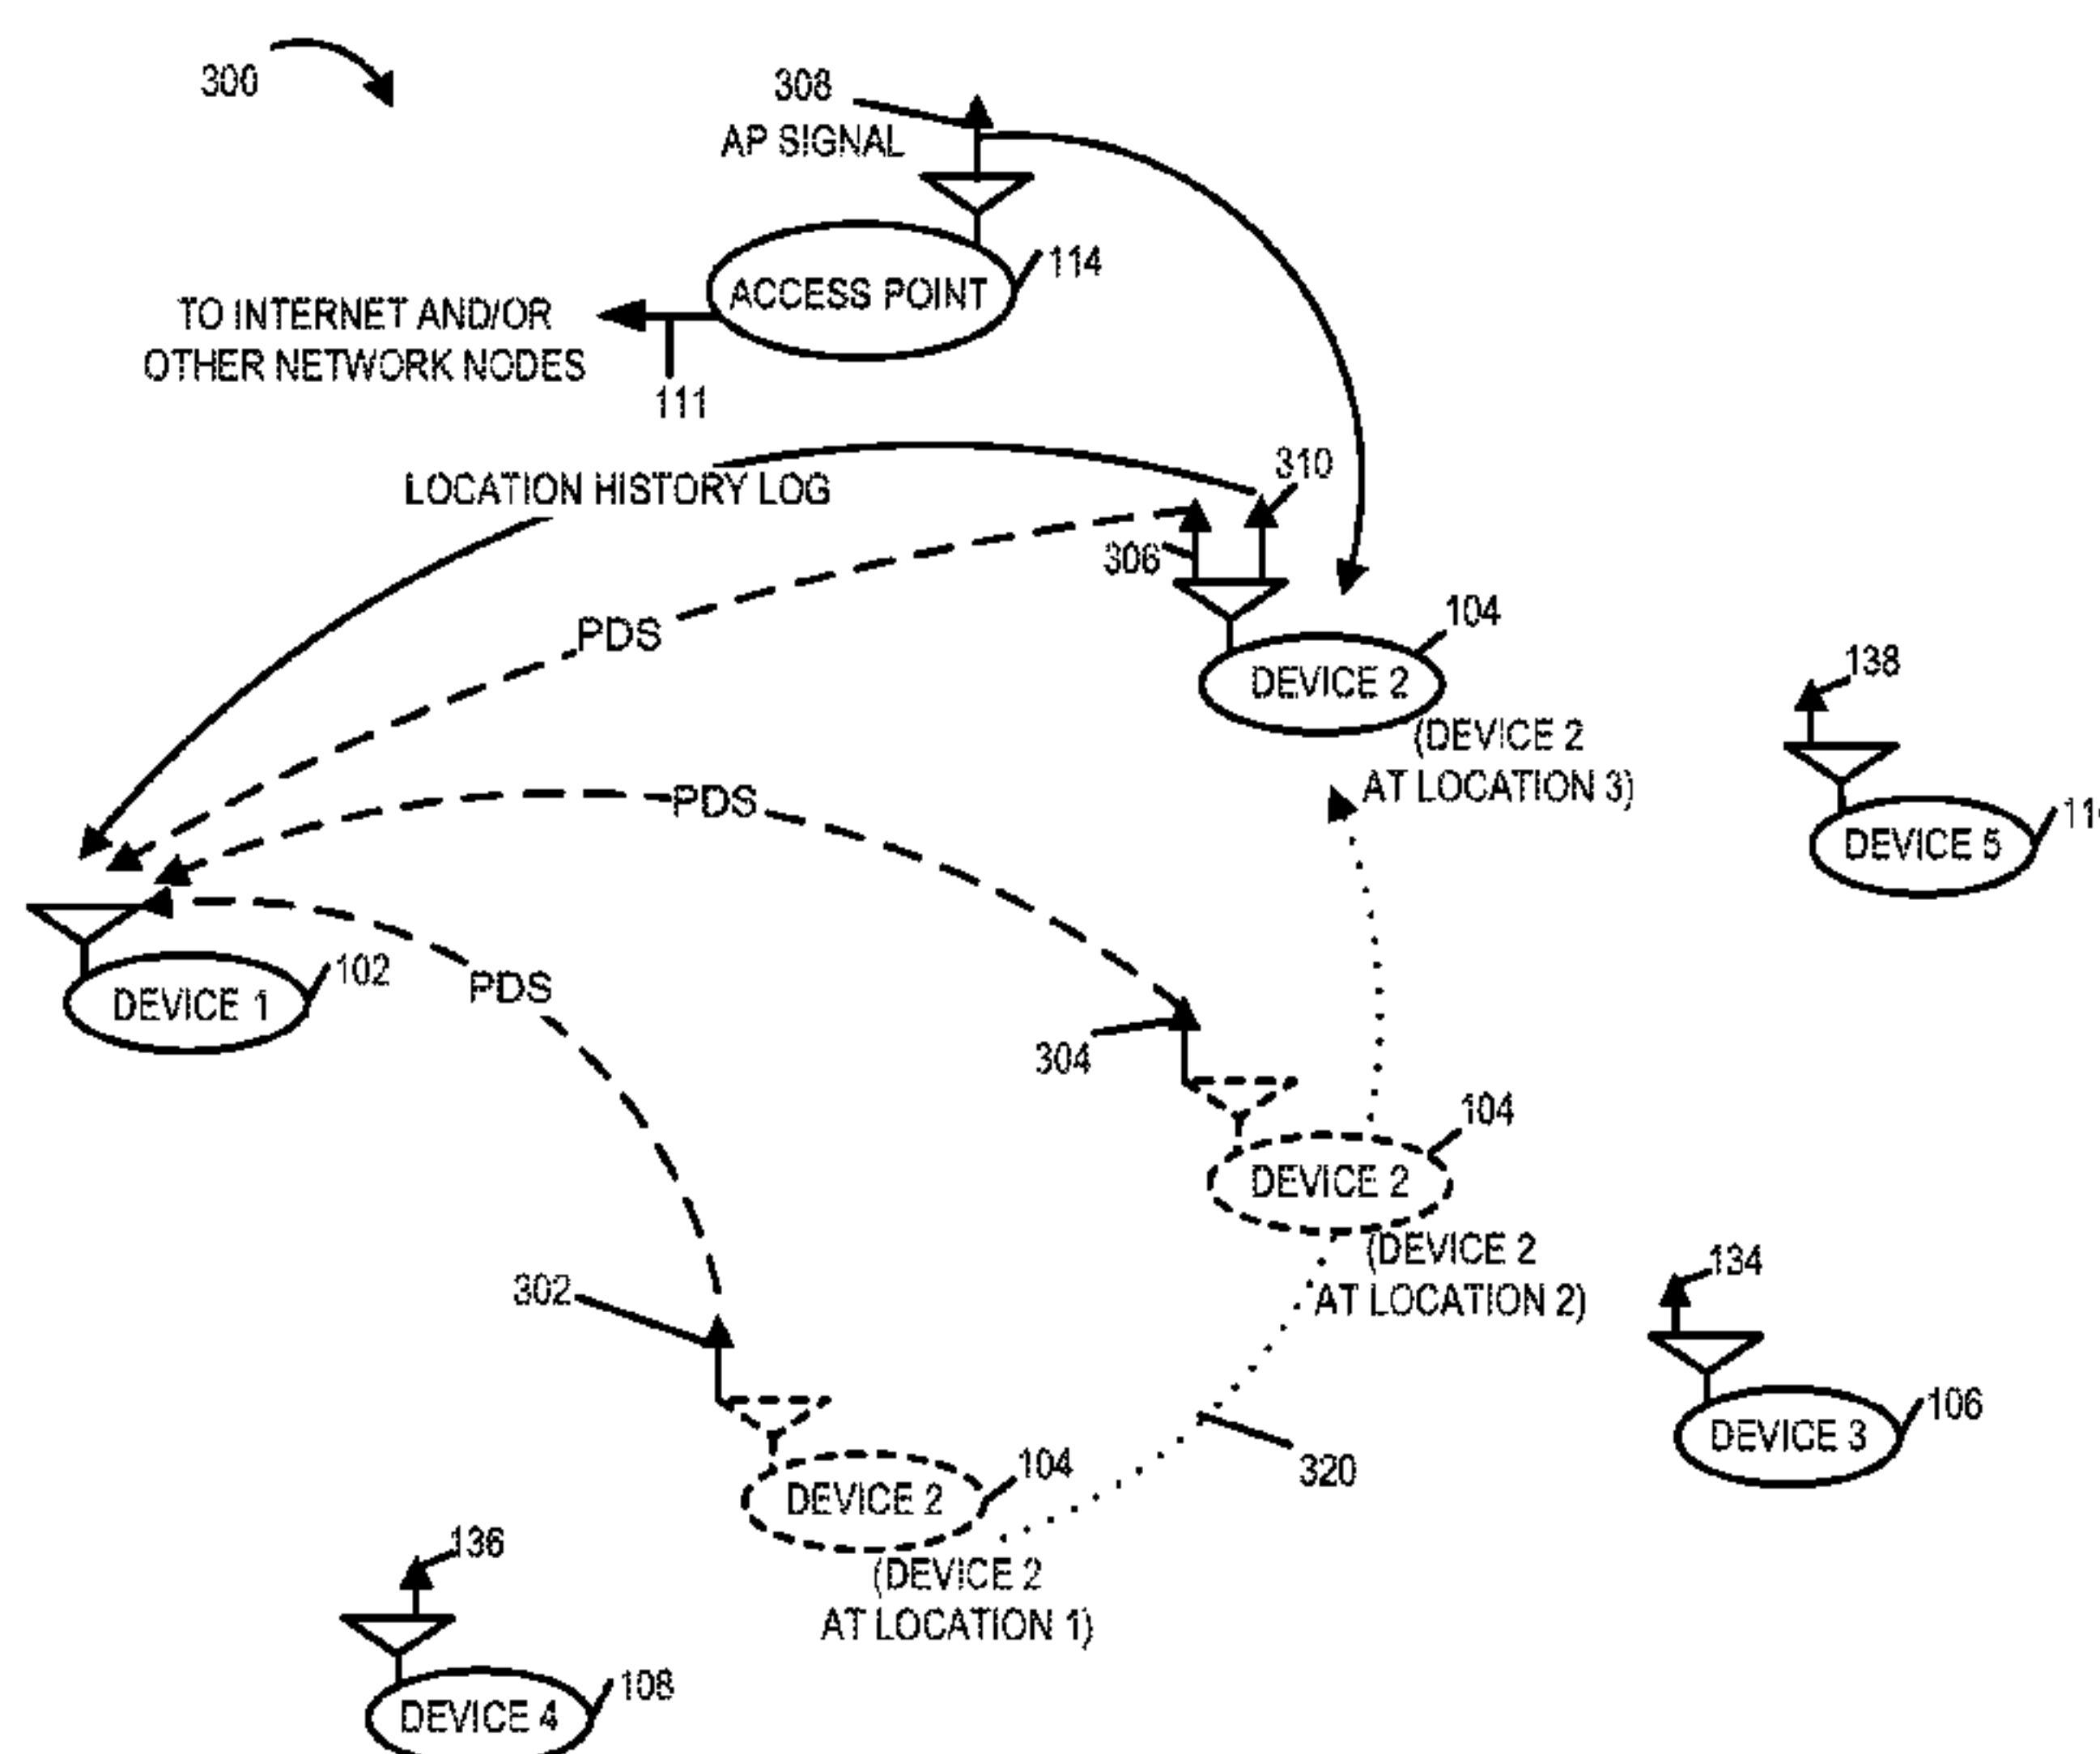 300
308
AP SIGNAL
114
ACCESS POINT
TO INTERNET AND/OR
OTHER NETWORK NODES
111
310
LOCATION HISTORY LOG
306
PDS
104
DEVICE 2
(DEVICE 2
AT LOCATION 3)
138
DEVICE 5
PDS
102
DEVICE 1
PDS
304
104
DEVICE 2
(DEVICE 2
AT LOCATION 2)
134
302
106
DEVICE 3
320
104
DEVICE 2
(DEVICE 2
AT LOCATION 1)
136
108
DEVICE 4